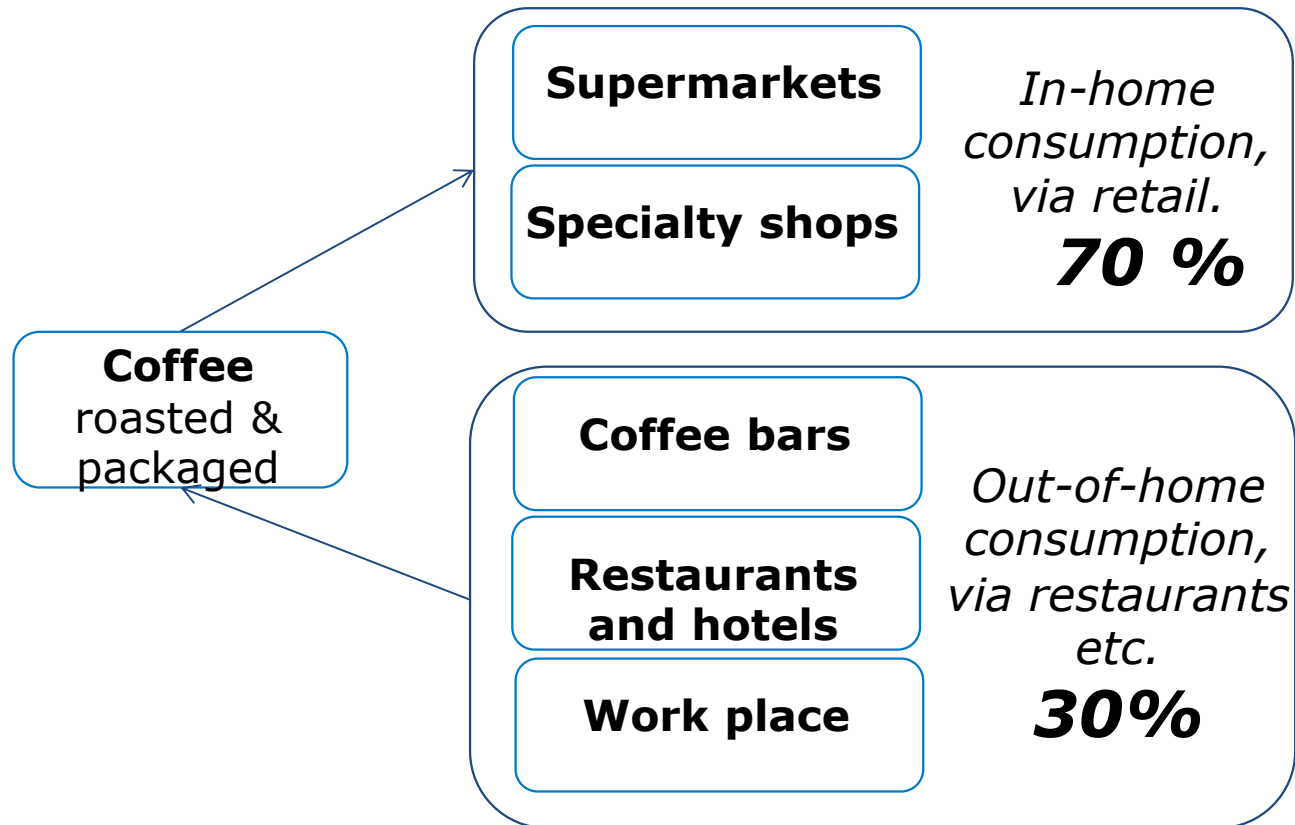 Coffee
roasted &
packaged
Supermarkets
Specialty shops
In-home
consumption,
via retail.
70 %
Coffee bars
Restaurants
and hotels
Work place
Out-of-home
consumption,
via restaurants
etc.
30%